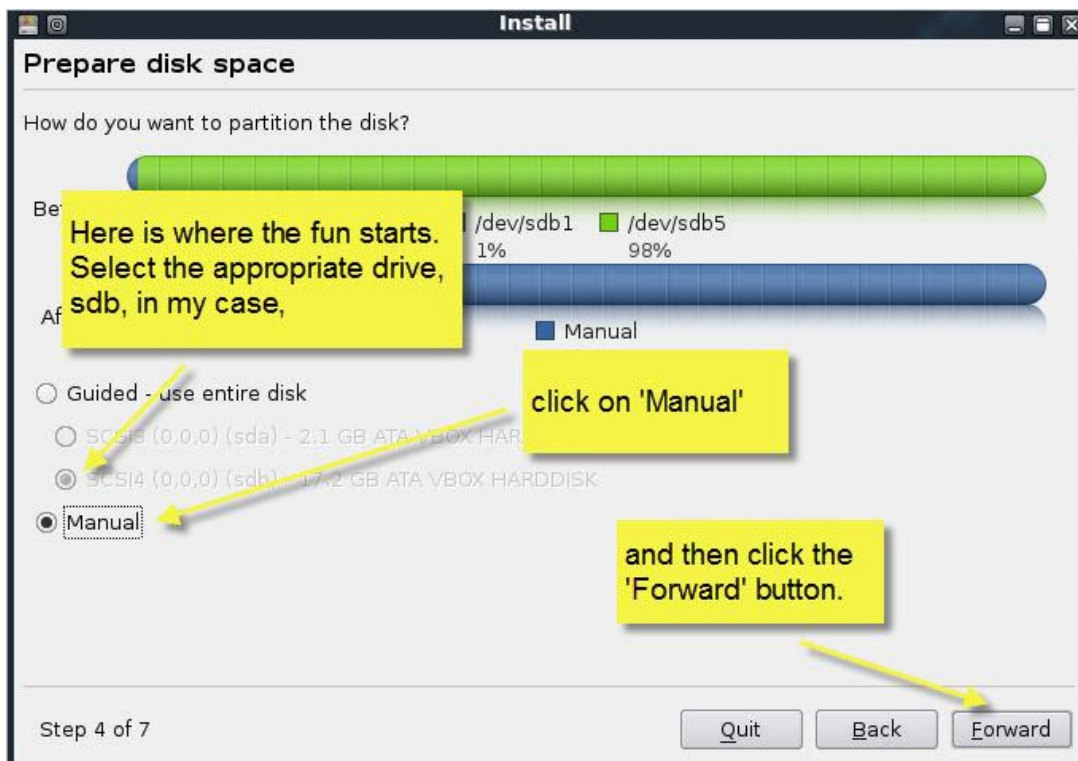 Install
Prepare disk space
How do you want to partition the disk?
Be
/dev/sdb1 /dev/sdb5
1% 98%
Here is where the fun starts.
Select the appropriate drive,
sdb, in my case,
Af
Manual
Guided - use entire disk
click on 'Manual'
SCSI3 (0,0,0) (sda) - 2.1 GB ATA VBOX HAR
SCSI4 (0,0,0) (sdb) - 17.2 GB ATA VBOX HARDDISK
Manual
and then click the
'Forward' button.
Step 4 of 7
Quit Back Forward